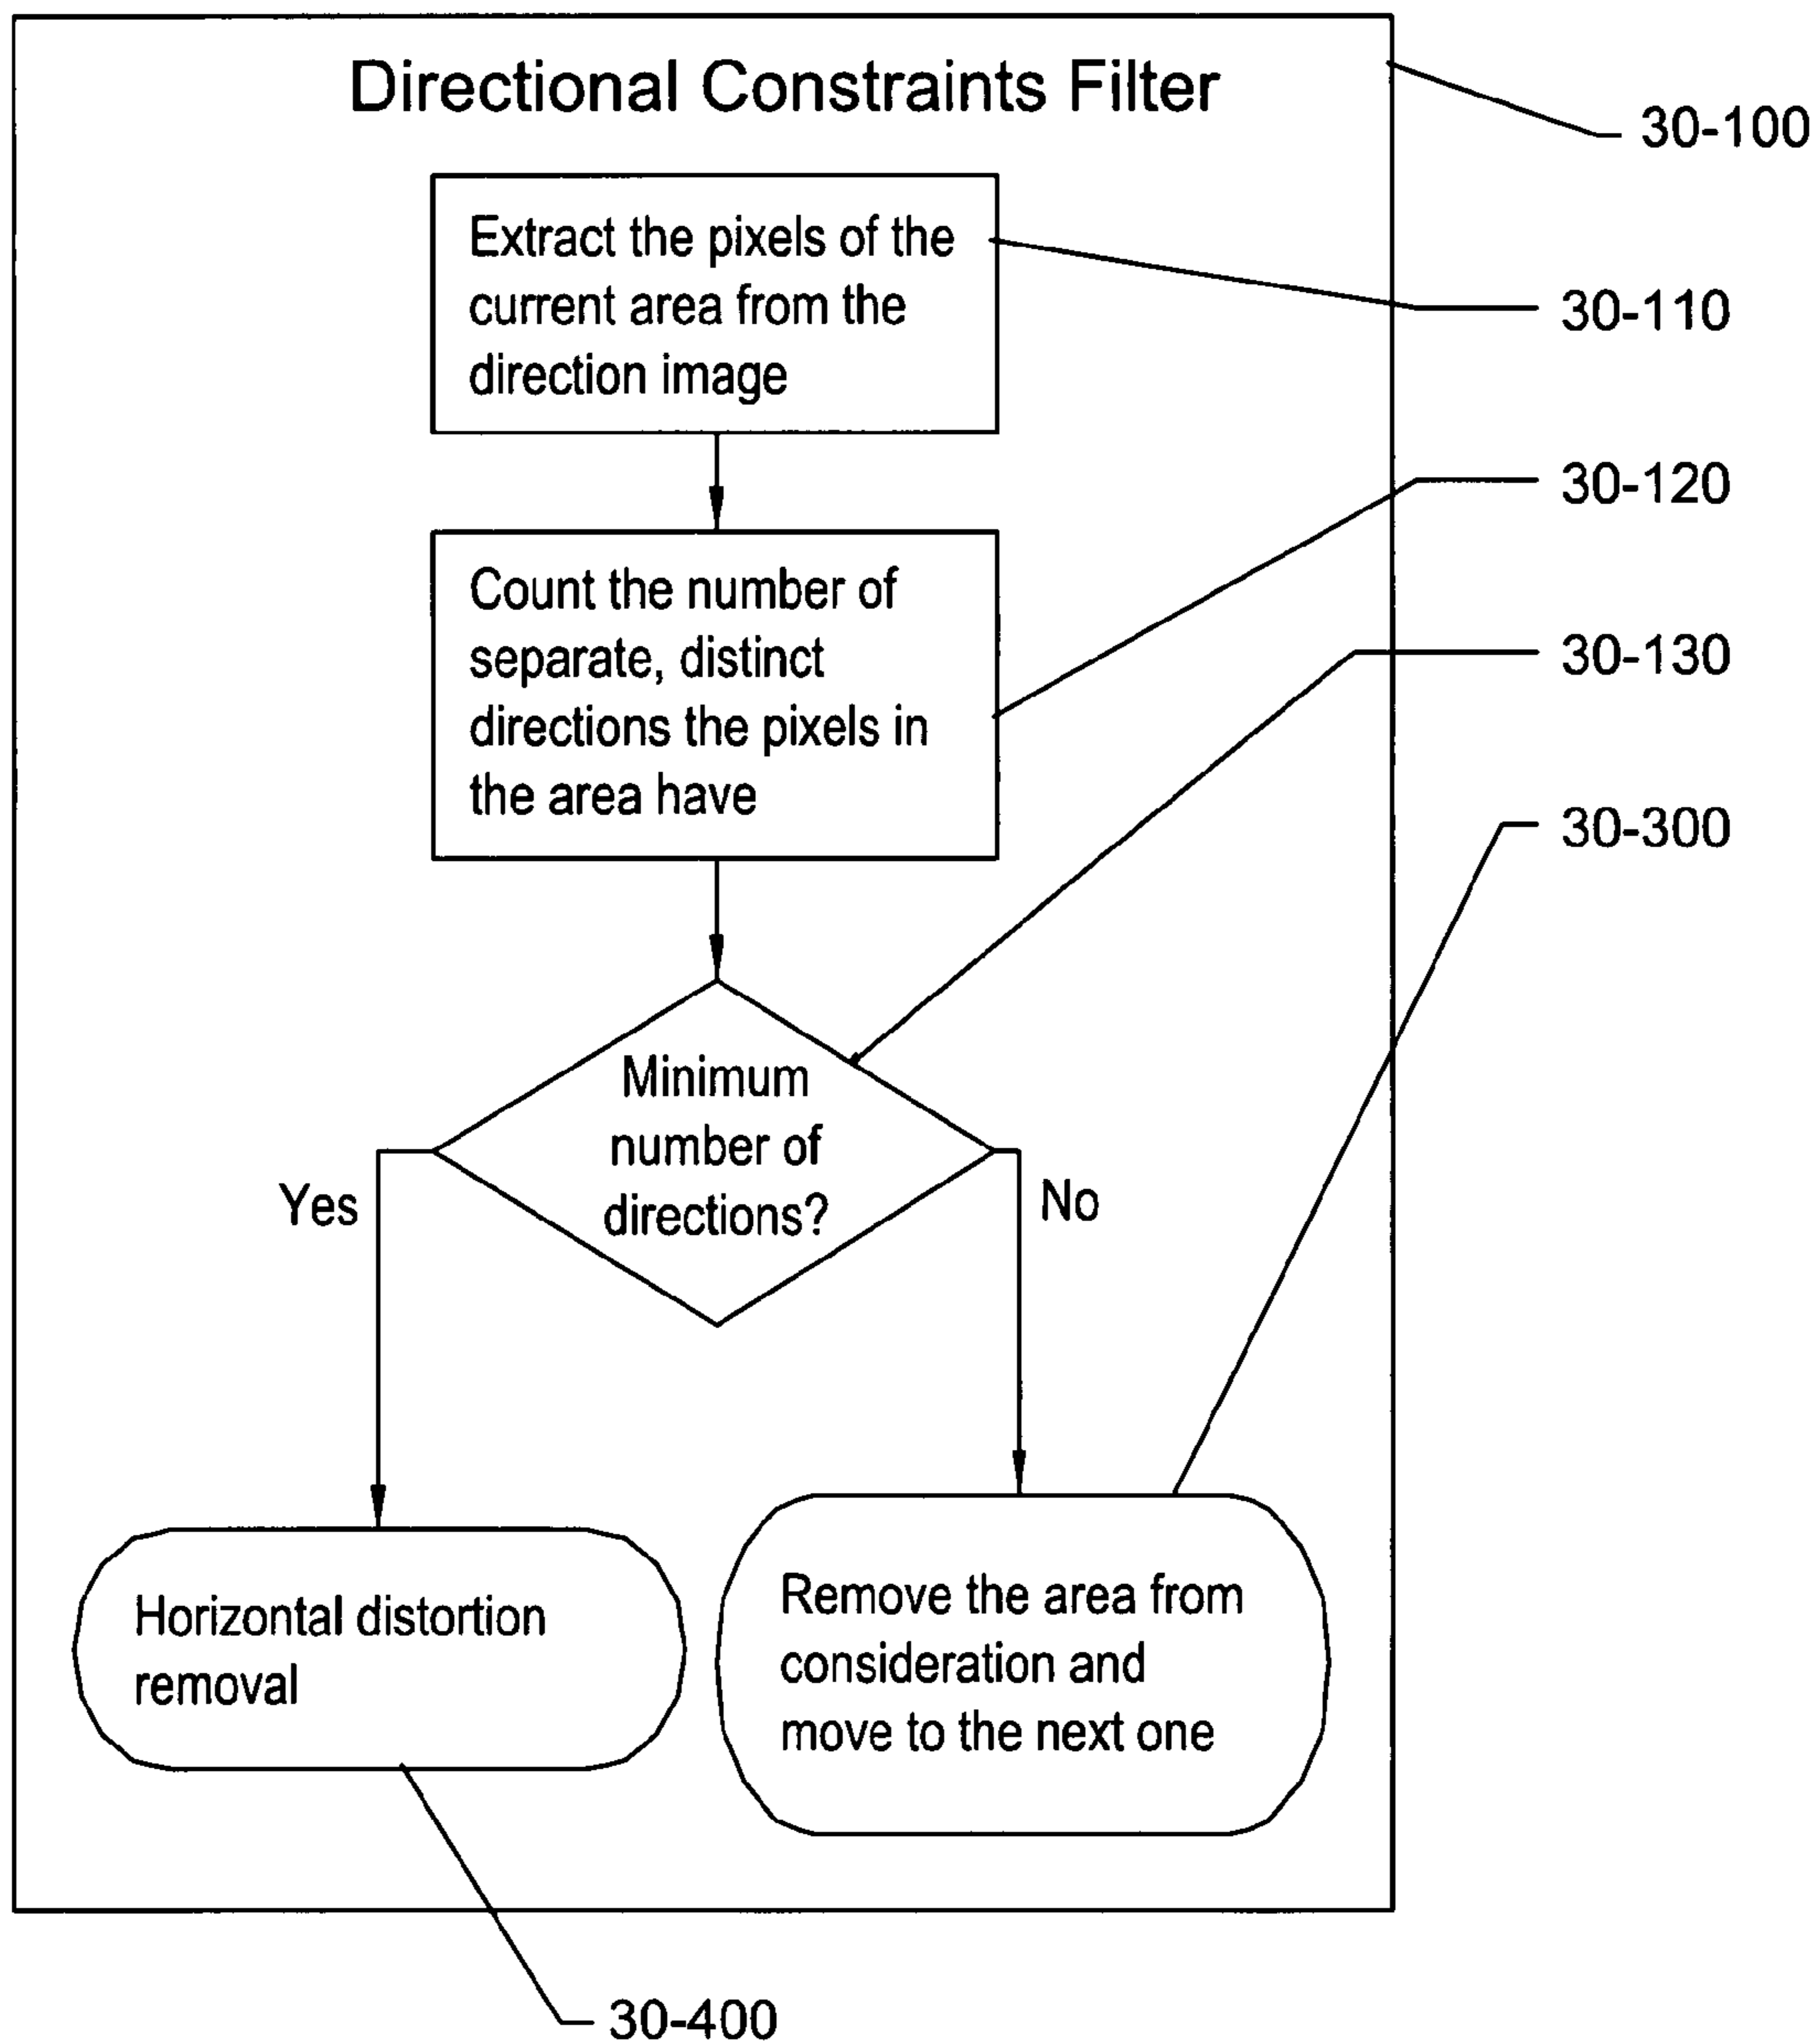 Directional Constraints Filter
30-100
Extract the pixels of the
current area from the
direction image
30-110
30-120
Count the number of
separate, distinct
directions the pixels in
the area have
30-130
30-300
Minimum
number of
directions?
Yes
No
Horizontal distortion
removal
Remove the area from
consideration and
move to the next one
30-400